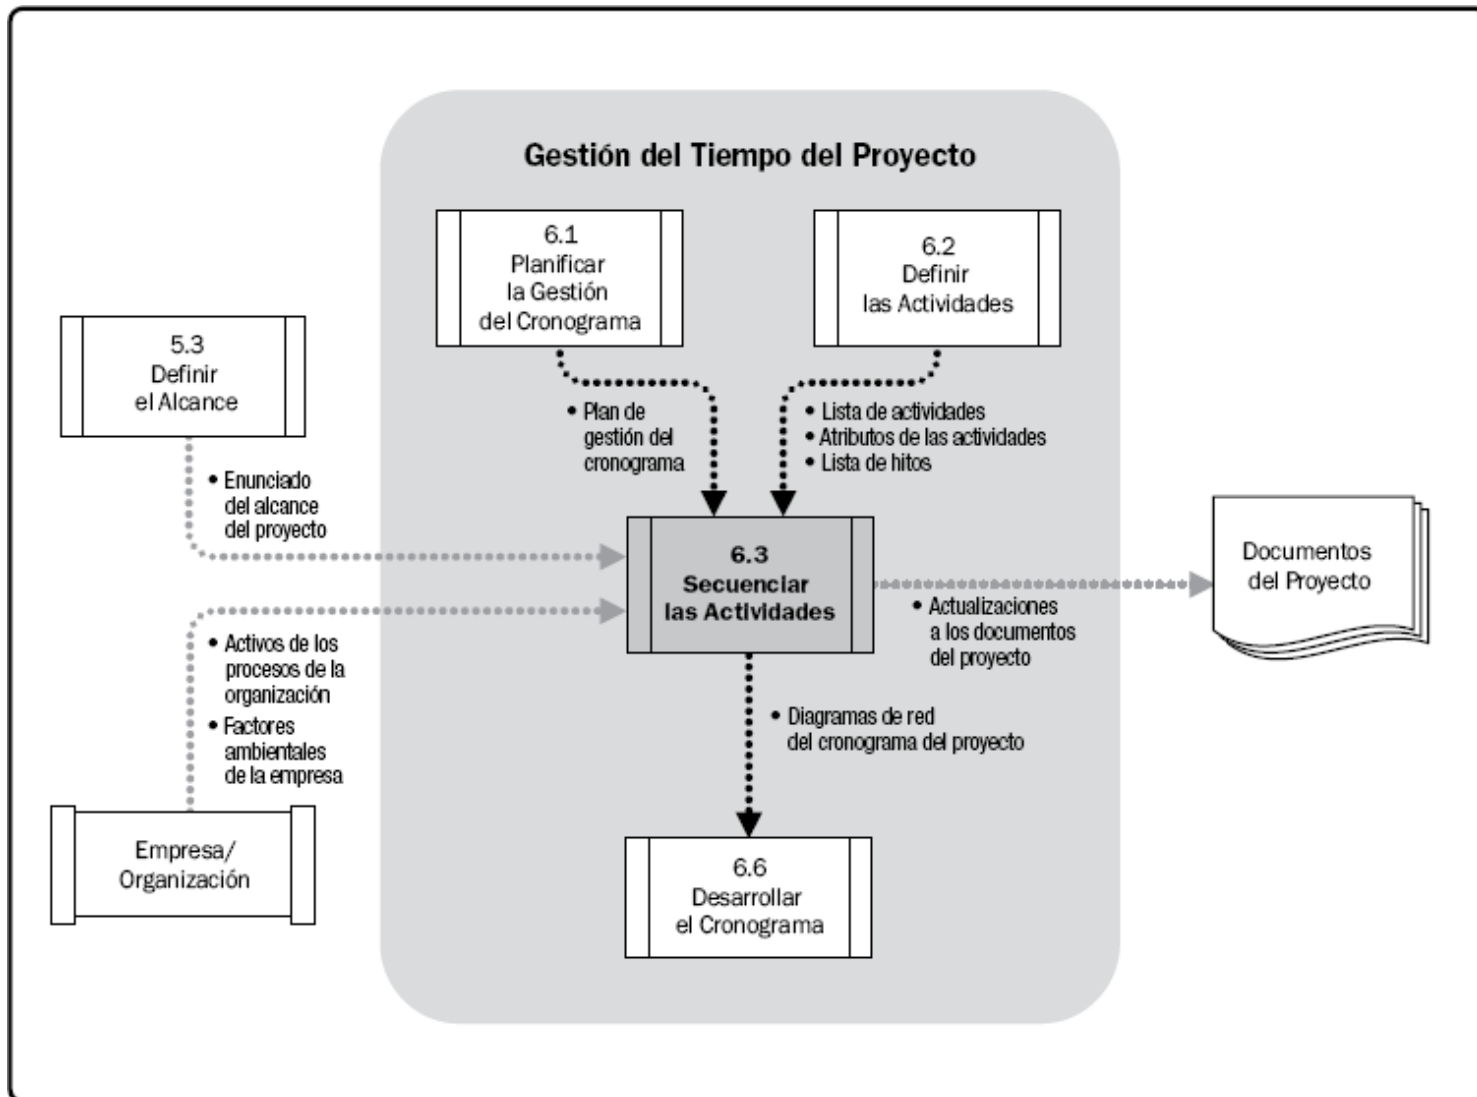 Gestión del Tiempo del Proyecto
6.1
Planificar
la Gestión
del Cronograma
6.2
Definir
las Actividades
5.3
Definir
el Alcance
• Plan de
gestión del
cronograma
• Lista de actividades
• Atributos de las actividades
• Lista de hitos
• Enunciado
del alcance
del proyecto
6.3
Secuenciar
las Actividades
Documentos
del Proyecto
• Actualizaciones
a los documentos
del proyecto
• Activos de los
procesos de la
organización
• Factores
ambientales
de la empresa
• Diagramas de red
del cronograma del proyecto
Empresa/
Organización
6.6
Desarrollar
el Cronograma